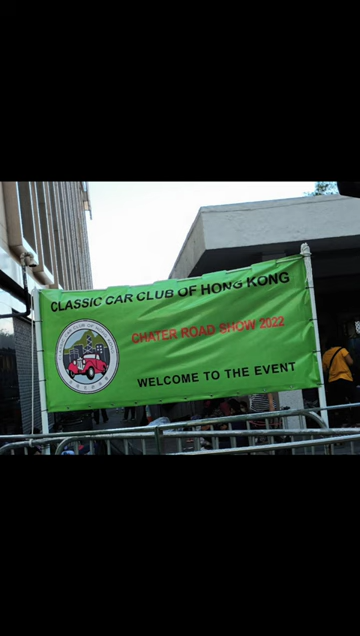 CLASSIC CAR CLUB OF HONG KONG
CHATER ROAD SHOW 2022
WELCOME TO THE EVENT